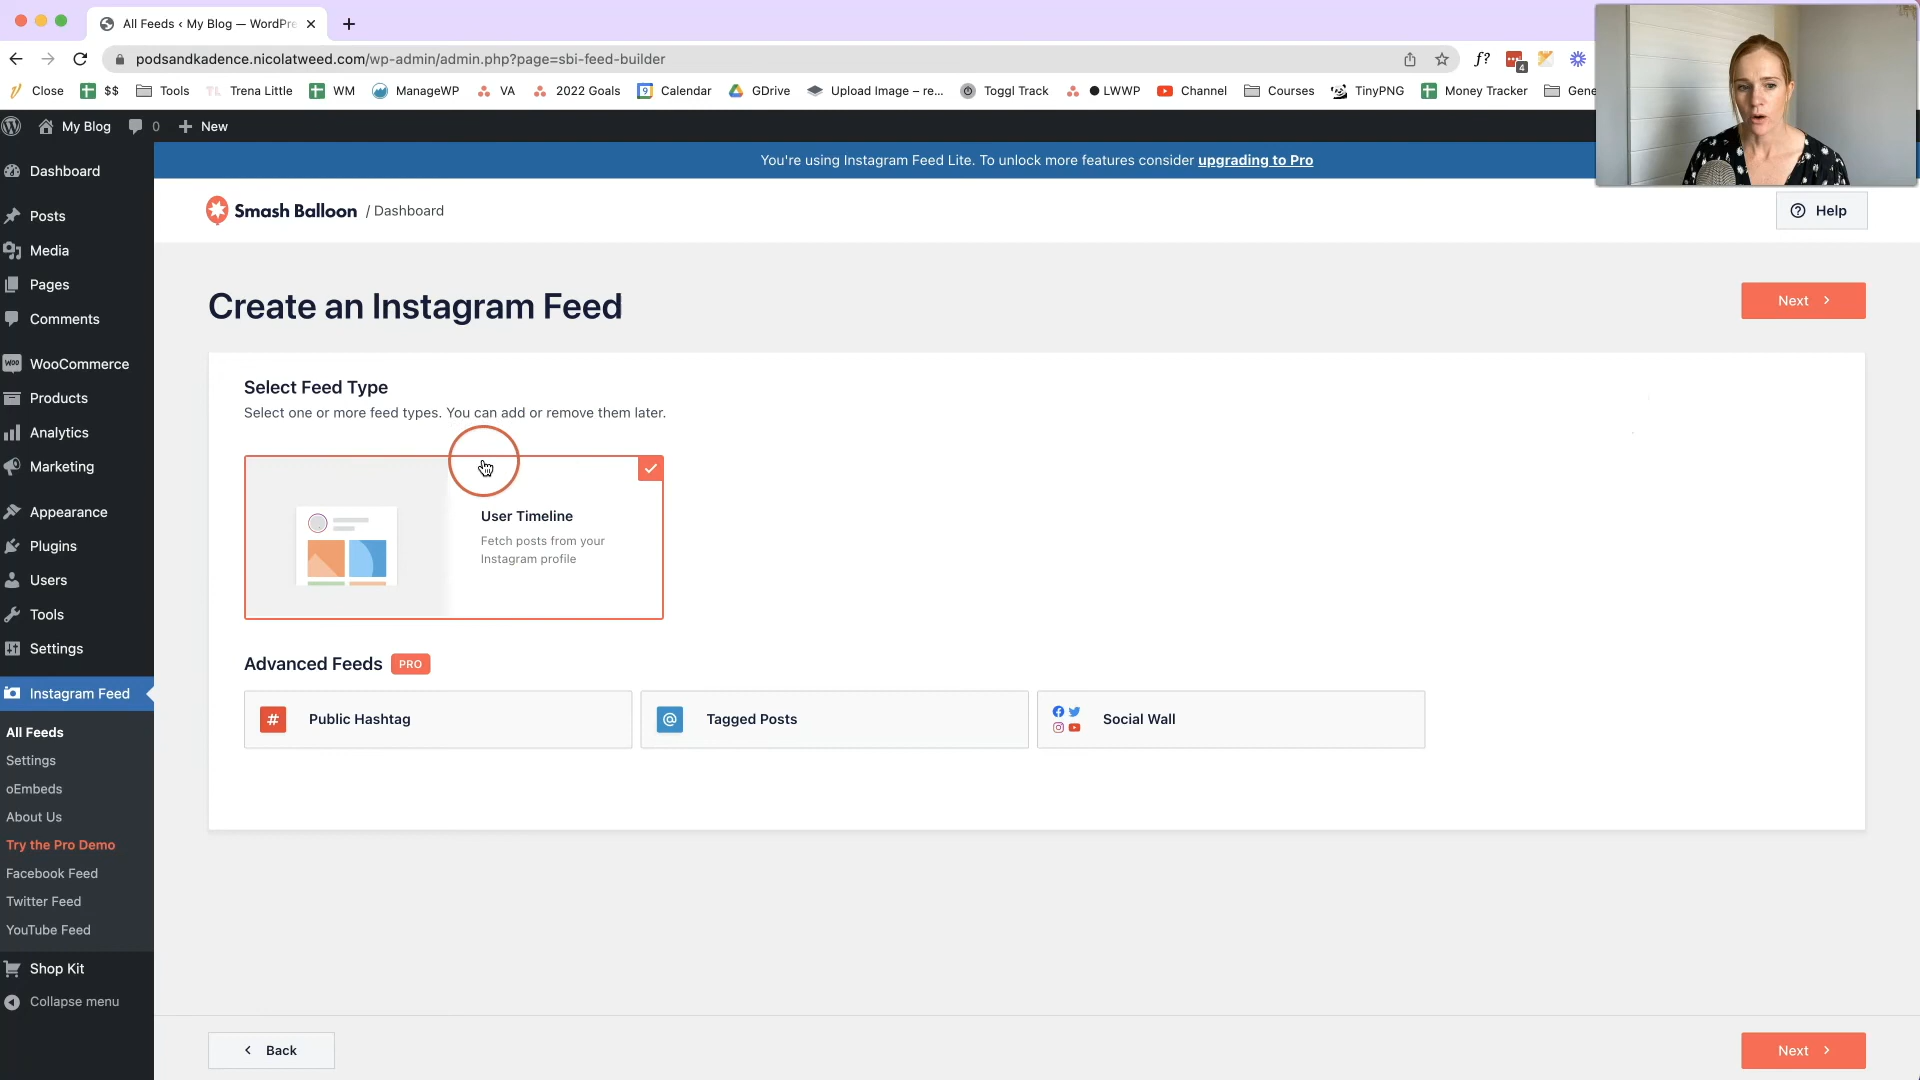 All Feeds ‹ My Blog — WordPre
podsandkadence.nicolatweed.com/wp-admin/admin.php?page=sbi-feed-builder
f?
4
Close
$$
Tools
TL Trena Little
WM
ManageWP
VA
2022 Goals
9 Calendar
GDrive
Upload Image – re...
Toggl Track
LWWP
Channel
Courses
TinyPNG
Money Tracker
Gene
My Blog
0
New
Dashboard
Posts
Media
Pages
Comments
Woo WooCommerce
Products
Analytics
Marketing
Appearance
Plugins
Users
Tools
Settings
Instagram Feed
All Feeds
Settings
oEmbeds
About Us
Try the Pro Demo
Facebook Feed
Twitter Feed
YouTube Feed
Shop Kit
Collapse menu
You're using Instagram Feed Lite. To unlock more features consider upgrading to Pro
Smash Balloon / Dashboard
Help
Create an Instagram Feed
Next
Select Feed Type
Select one or more feed types. You can add or remove them later.
User Timeline
Fetch posts from your
Instagram profile
Advanced Feeds PRO
# Public Hashtag
@ Tagged Posts
Social Wall
Back
Next